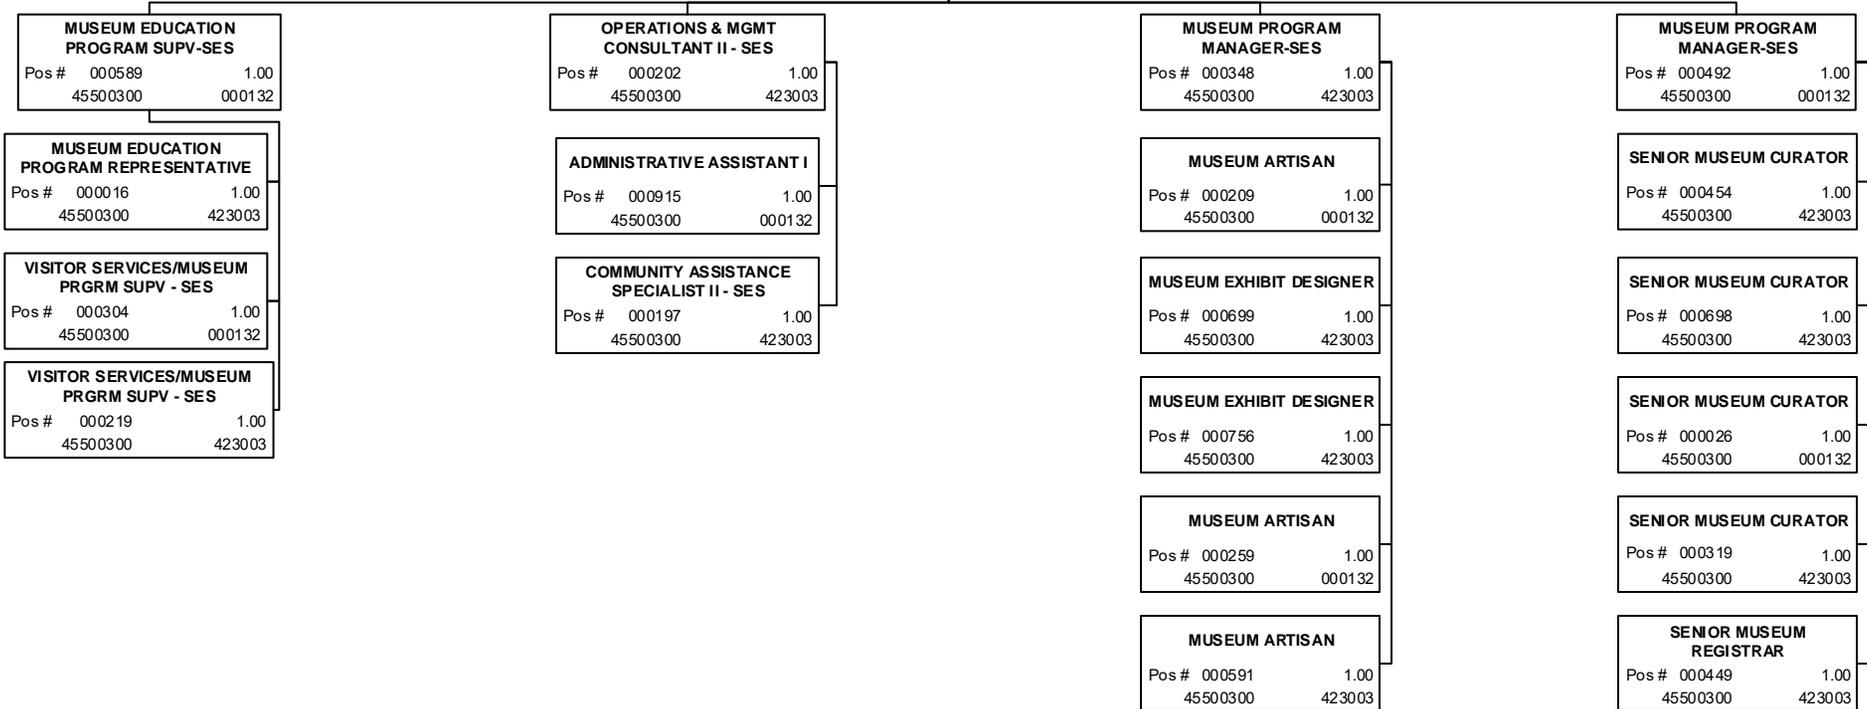 MUSEUM EDUCATION
PROGRAM SUPV-SES
Pos # 000589 1.00
45500300 000132
MUSEUM EDUCATION
PROGRAM REPRESENTATIVE
Pos # 000016 1.00
45500300 423003
VISITOR SERVICES/MUSEUM
PRGRM SUPV - SES
Pos # 000304 1.00
45500300 000132
VISITOR SERVICES/MUSEUM
PRGRM SUPV - SES
Pos # 000219 1.00
45500300 423003
OPERATIONS & MGMT
CONSULTANT II - SES
Pos # 000202 1.00
45500300 423003
ADMINISTRATIVE ASSISTANT I
Pos # 000915 1.00
45500300 000132
COMMUNITY ASSISTANCE
SPECIALIST II - SES
Pos # 000197 1.00
45500300 423003
MUSEUM PROGRAM
MANAGER-SES
Pos # 000348 1.00
45500300 423003
MUSEUM ARTISAN
Pos # 000209 1.00
45500300 000132
MUSEUM EXHIBIT DESIGNER
Pos # 000699 1.00
45500300 423003
MUSEUM EXHIBIT DESIGNER
Pos # 000756 1.00
45500300 423003
MUSEUM ARTISAN
Pos # 000259 1.00
45500300 000132
MUSEUM ARTISAN
Pos # 000591 1.00
45500300 423003
MUSEUM PROGRAM
MANAGER-SES
Pos # 000492 1.00
45500300 000132
SENIOR MUSEUM CURATOR
Pos # 000454 1.00
45500300 423003
SENIOR MUSEUM CURATOR
Pos # 000698 1.00
45500300 423003
SENIOR MUSEUM CURATOR
Pos # 000026 1.00
45500300 000132
SENIOR MUSEUM CURATOR
Pos # 000319 1.00
45500300 423003
SENIOR MUSEUM
REGISTRAR
Pos # 000449 1.00
45500300 423003